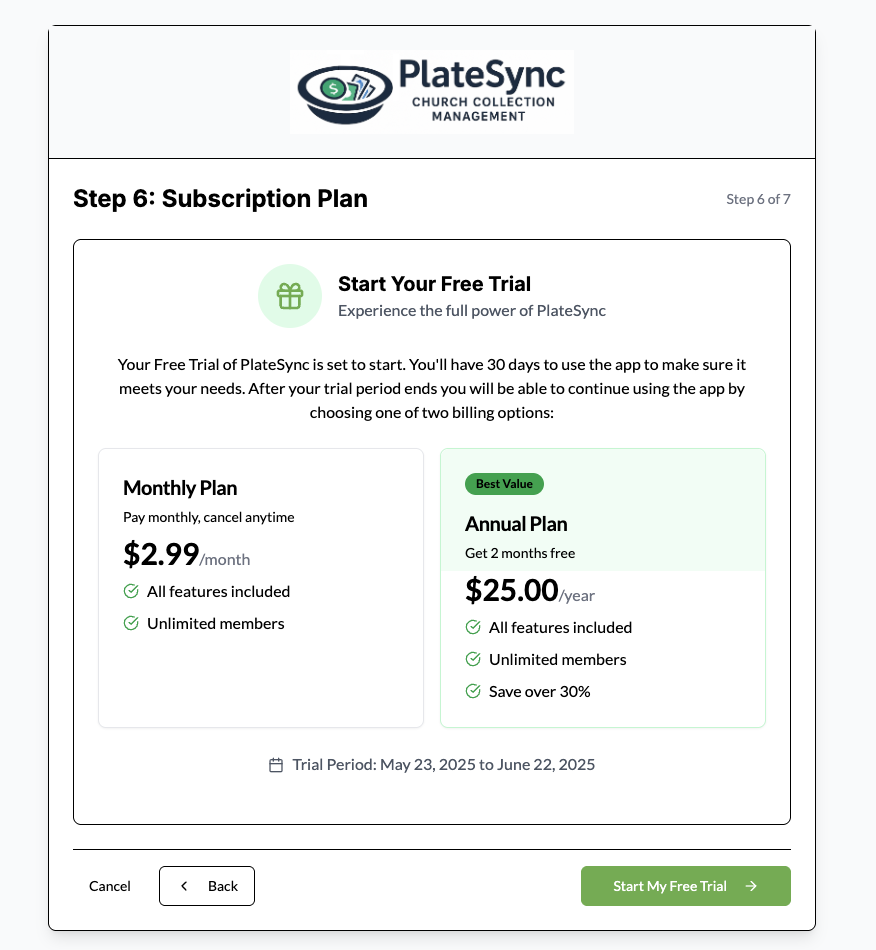 PlateSync
CHURCH COLLECTION
MANAGEMENT
Step 6: Subscription Plan
Step 6 of 7
$
Start Your Free Trial
Experience the full power of PlateSync
Your Free Trial of PlateSync is set to start. You'll have 30 days to use the app to make sure it
meets your needs. After your trial period ends you will be able to continue using the app by
choosing one of two billing options:
Monthly Plan
Pay monthly, cancel anytime
$2.99/month
All features included
Unlimited members
Best Value
Annual Plan
Get 2 months free
$25.00/year
All features included
Unlimited members
Save over 30%
Trial Period: May 23, 2025 to June 22, 2025
Cancel
Back
Start My Free Trial